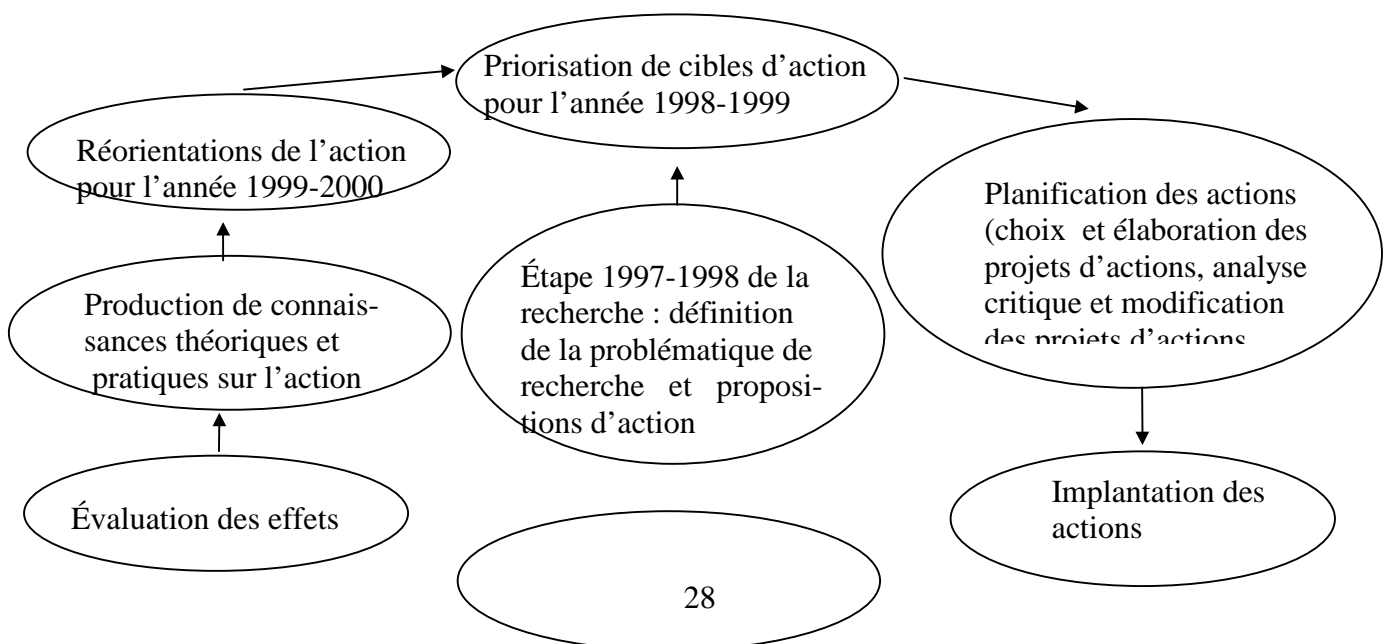 Priorisation de cibles d’action
pour l’année 1998-1999
Réorientations de l’action
pour l’année 1999-2000
Planification des actions
(choix et élaboration des
projets d’actions, analyse
critique et modification
des projets d’actions
Étape 1997-1998 de la
recherche : définition
de la problématique de
recherche et proposi-
tions d’action
Production de connais-
sances théoriques et
pratiques sur l’action
Évaluation des effets
Implantation des
actions
28